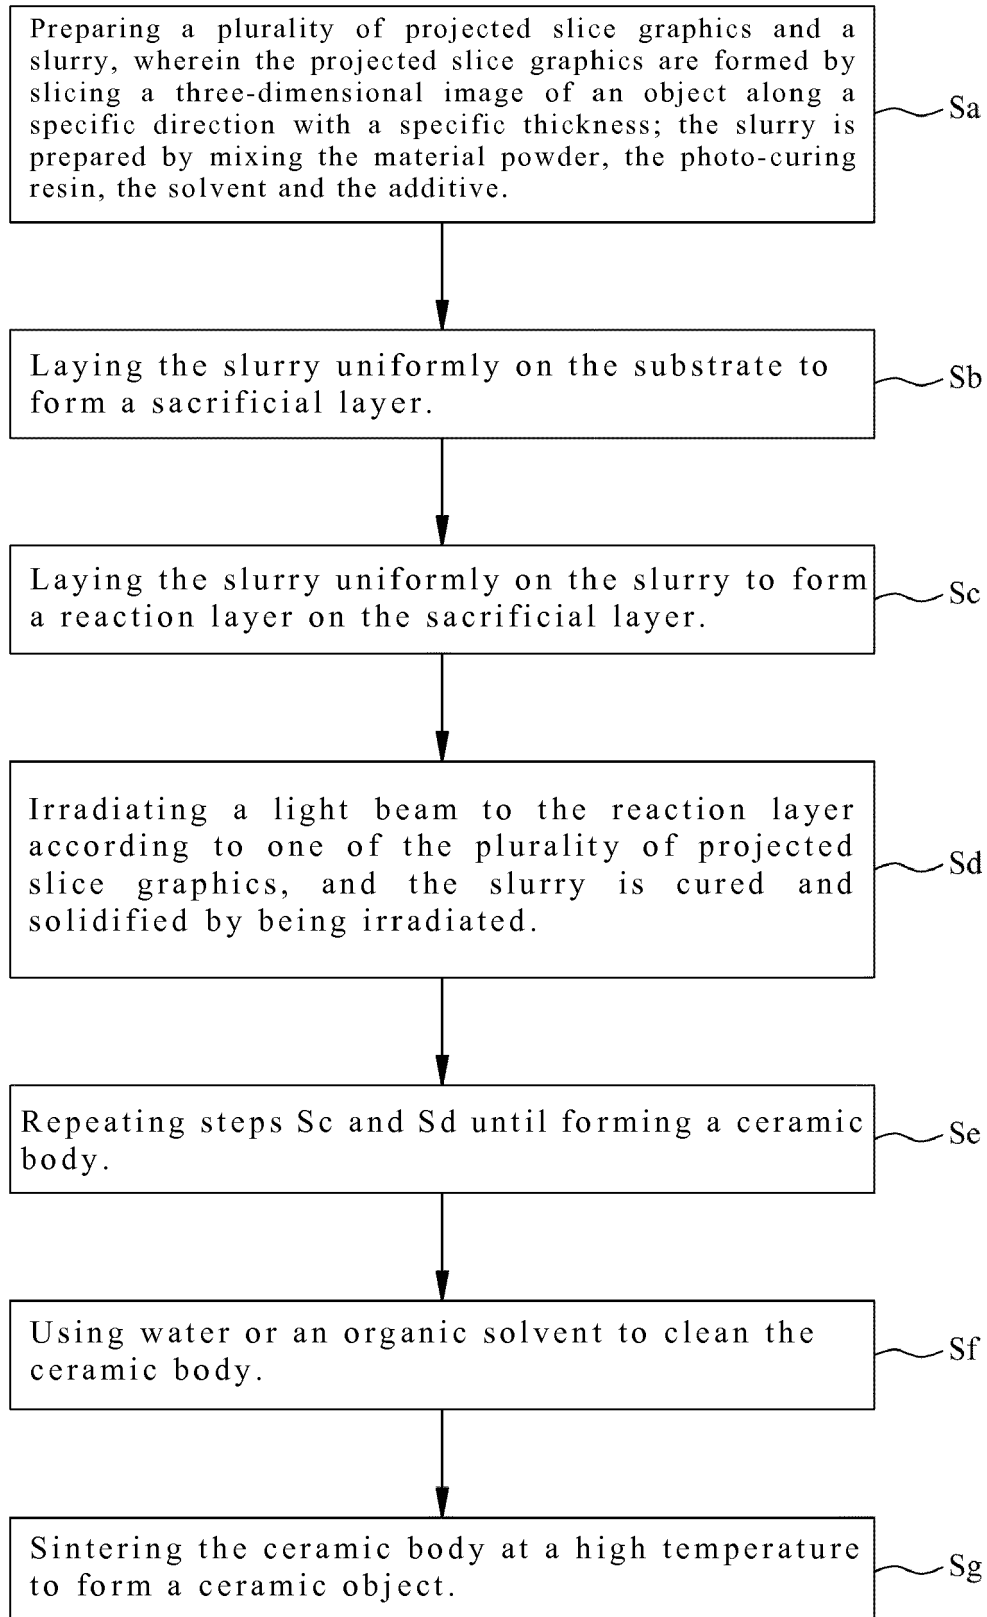 Preparing a plurality of projected slice graphics and a
slurry, wherein the projected slice graphics are formed by
slicing a three-dimensional image of an object along a
specific direction with a specific thickness; the slurry is
prepared by mixing the material powder, the photo-curing
resin, the solvent and the additive.
Sa
Laying the slurry uniformly on the substrate to
form a sacrificial layer.
Sb
Laying the slurry uniformly on the slurry to form
a reaction layer on the sacrificial layer.
Sc
Irradiating a light beam to the reaction layer
according to one of the plurality of projected
slice graphics, and the slurry is cured and
solidified by being irradiated.
Sd
Repeating steps Sc and Sd until forming a ceramic
body.
Se
Using water or an organic solvent to clean the
ceramic body.
Sf
Sintering the ceramic body at a high temperature
to form a ceramic object.
Sg